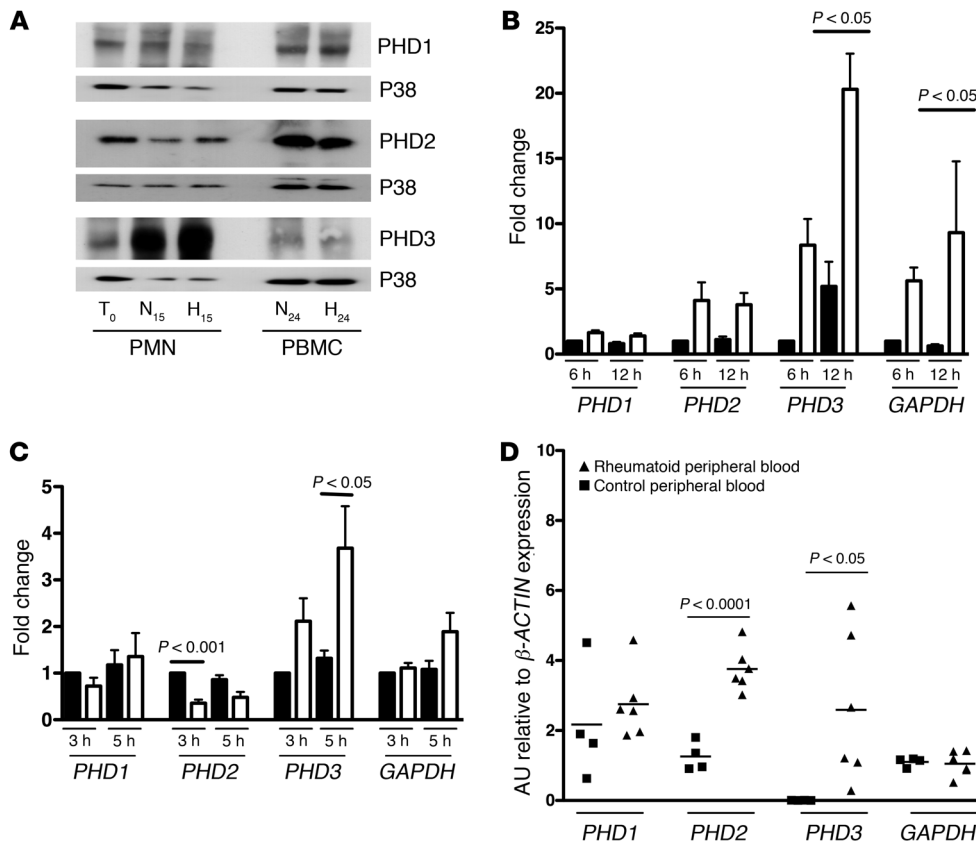 A
PHD1
P38
PHD2
P38
PHD3
P38
T₀ N₁₅ H₁₅ N₂₄ H₂₄
PMN PBMC
B
P < 0.05
P < 0.05
Fold change
25
20
15
10
5
0
6 h 12 h 6 h 12 h 6 h 12 h 6 h 12 h
PHD1 PHD2 PHD3 GAPDH
C
P < 0.05
P < 0.001
Fold change
5
4
3
2
1
0
3 h 5 h 3 h 5 h 3 h 5 h 3 h 5 h
PHD1 PHD2 PHD3 GAPDH
D
▲ Rheumatoid peripheral blood
■ Control peripheral blood
P < 0.05
P < 0.0001
AU relative to β-ACTIN expression
10
8
6
4
2
0
PHD1 PHD2 PHD3 GAPDH